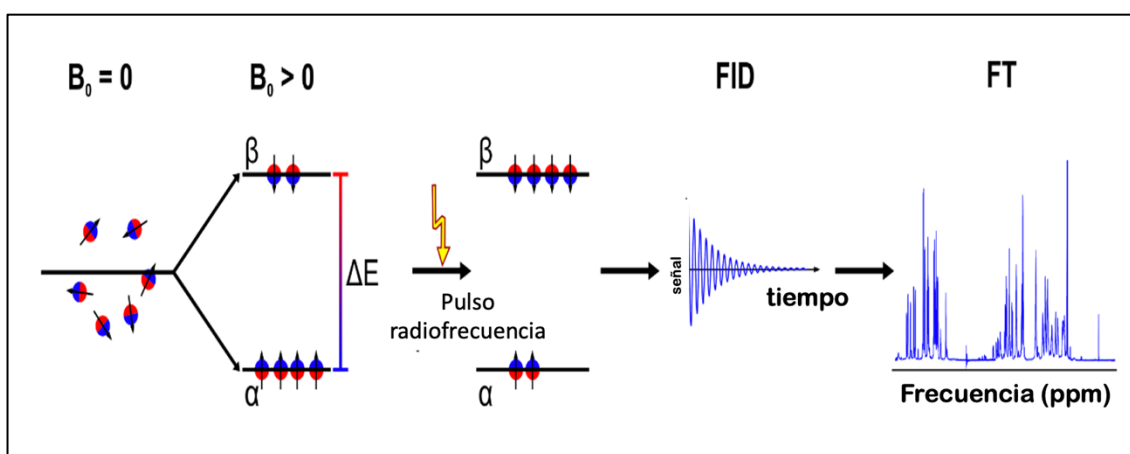 B₀ = 0
B₀ > 0
FID
FT
β
β
ΔE
Pulso
radiofrecuencia
señal
tiempo
α
α
Frecuencia (ppm)